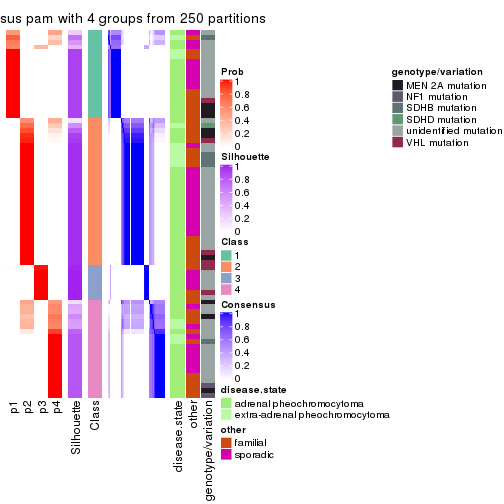 sus pam with 4 groups from 250 partitions
Prob
1
0.8
0.6
0.4
0.2
0
Silhouette
1
0.8
0.6
0.4
0.2
0
Class
1
2
3
4
Consensus
1
0.8
0.6
0.4
0.2
0
disease.state
adrenal pheochromocytoma
extra-adrenal pheochromocytoma
other
familial
sporadic
genotype/variation
MEN 2A mutation
NF1 mutation
SDHB mutation
SDHD mutation
unidentified mutation
VHL mutation
p1
p2
p3
p4
Silhouette
Class
disease.state
other
genotype/variation